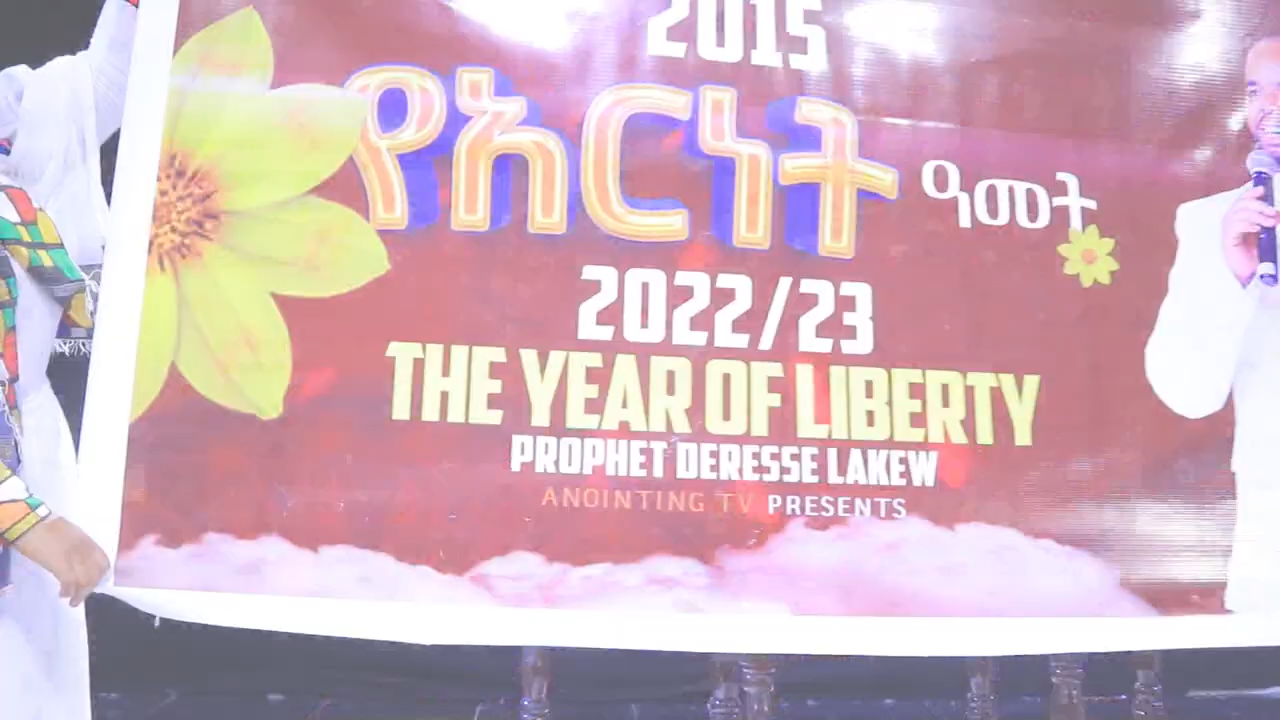 2015
የአርነት ዓመት
2022/23
THE YEAR OF LIBERTY
PROPHET DERESSE LAKEW
ANOINTING TV PRESENTS